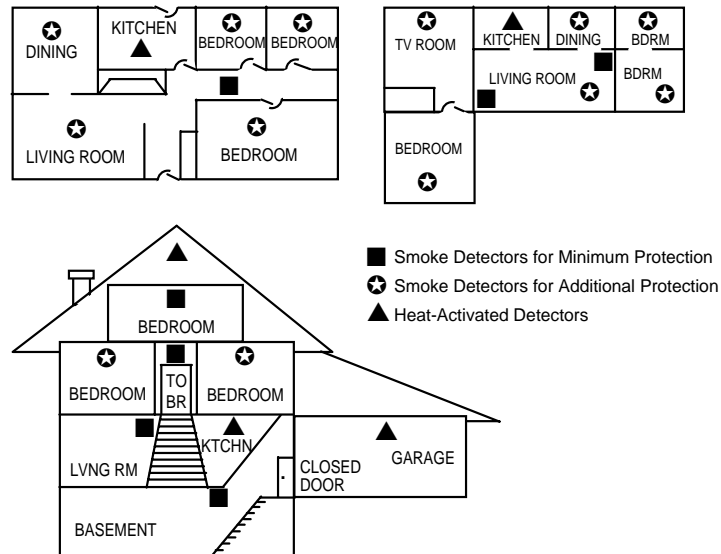 DINING
KITCHEN
BEDROOM
BEDROOM
LIVING ROOM
BEDROOM
TV ROOM
KITCHEN
DINING
BDRM
LIVING ROOM
BDRM
BEDROOM
Smoke Detectors for Minimum Protection
Smoke Detectors for Additional Protection
Heat-Activated Detectors
BEDROOM
BEDROOM
TO
BR
BEDROOM
LVNG RM
KTCHN
CLOSED
DOOR
GARAGE
BASEMENT